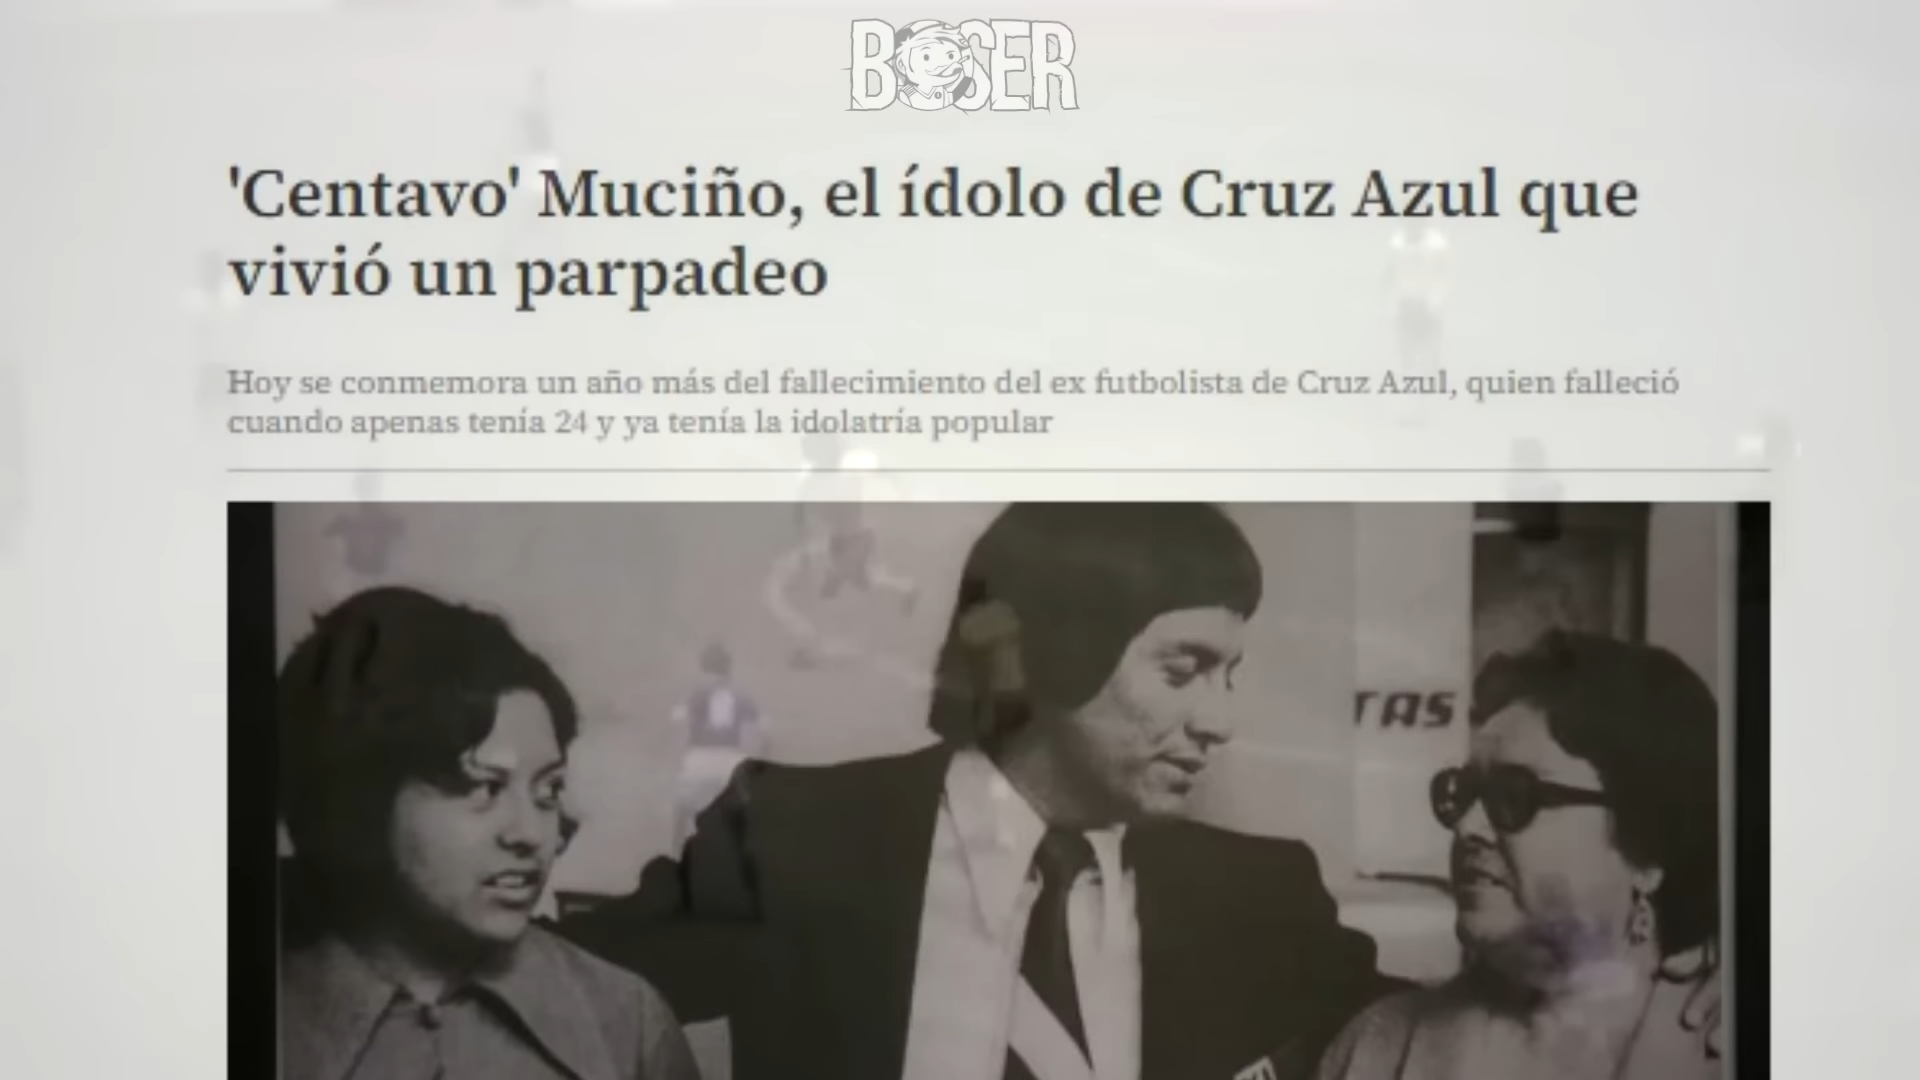 BOSER
'Centavo' Muciño, el ídolo de Cruz Azul que
vivió un parpadeo
Hoy se conmemora un año más del fallecimiento del ex futbolista de Cruz Azul, quien falleció
cuando apenas tenía 24 y ya tenía la idolatría popular
ras